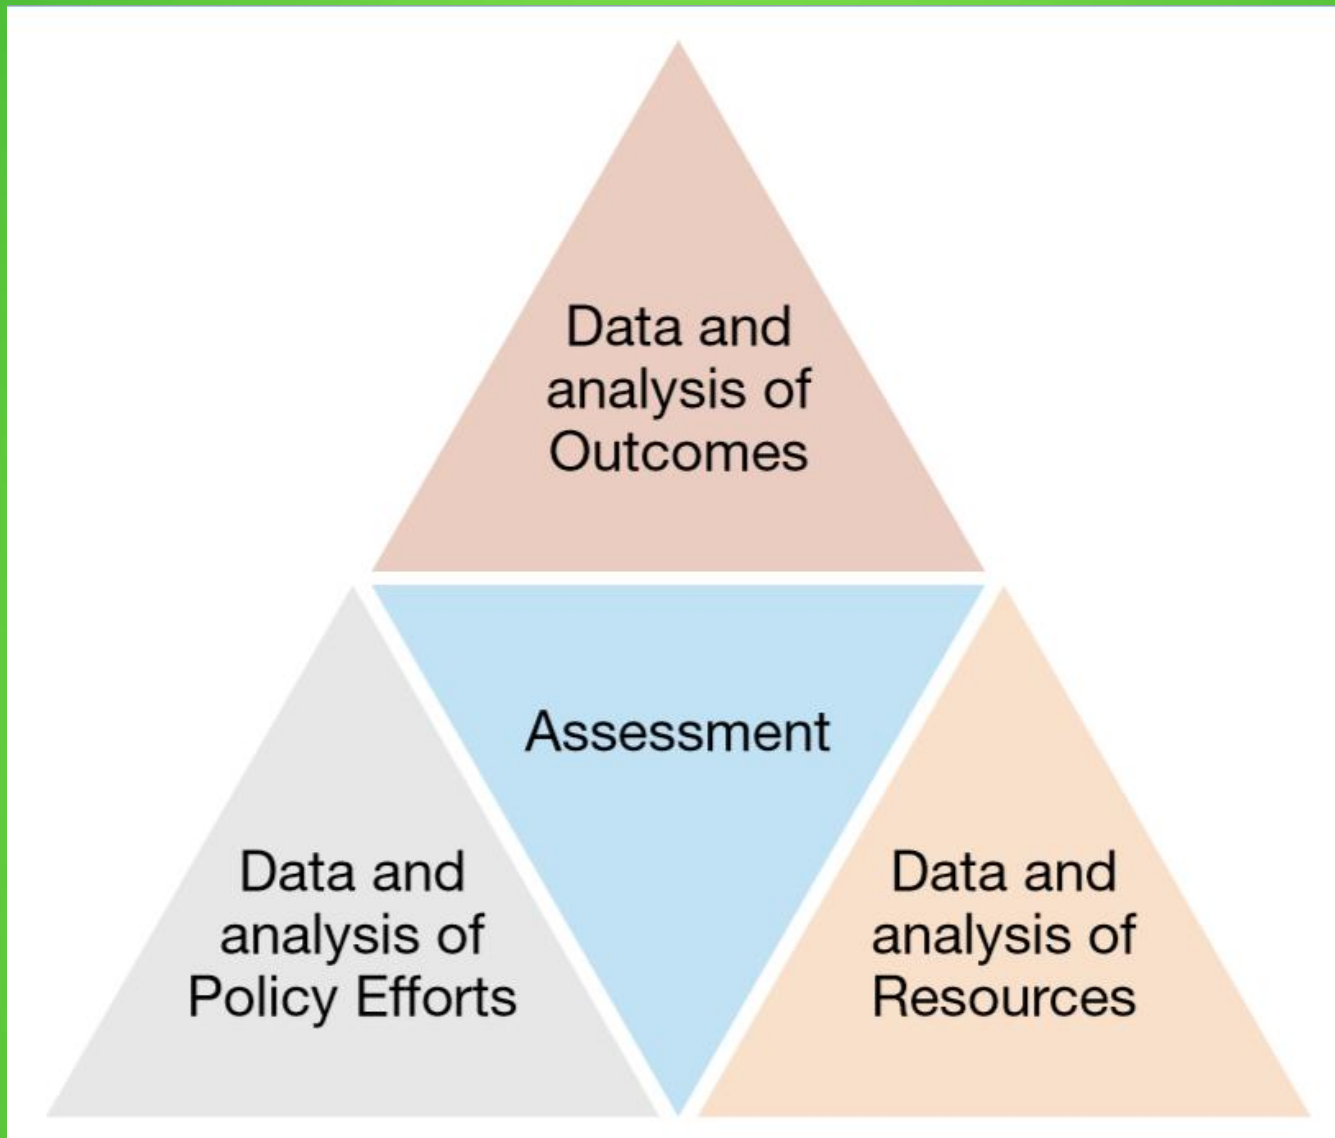 Data and
analysis of
Outcomes
Assessment
Data and
analysis of
Policy Efforts
Data and
analysis of
Resources